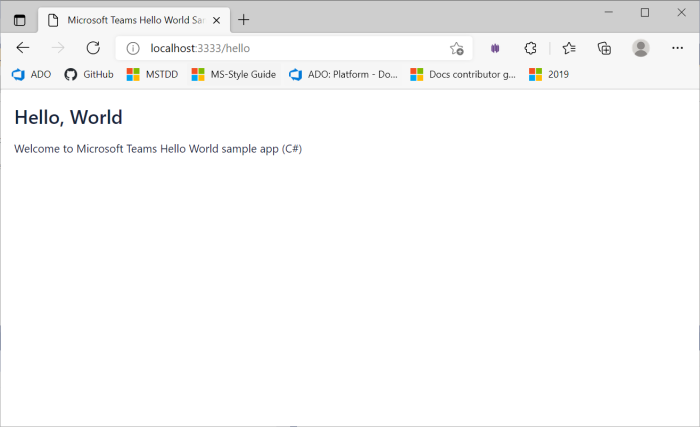 Microsoft Teams Hello World Sa
localhost:3333/hello
ADO GitHub MSTDD MS-Style Guide ADO: Platform - Do... Docs contributor g... 2019
Hello, World
Welcome to Microsoft Teams Hello World sample app (C#)